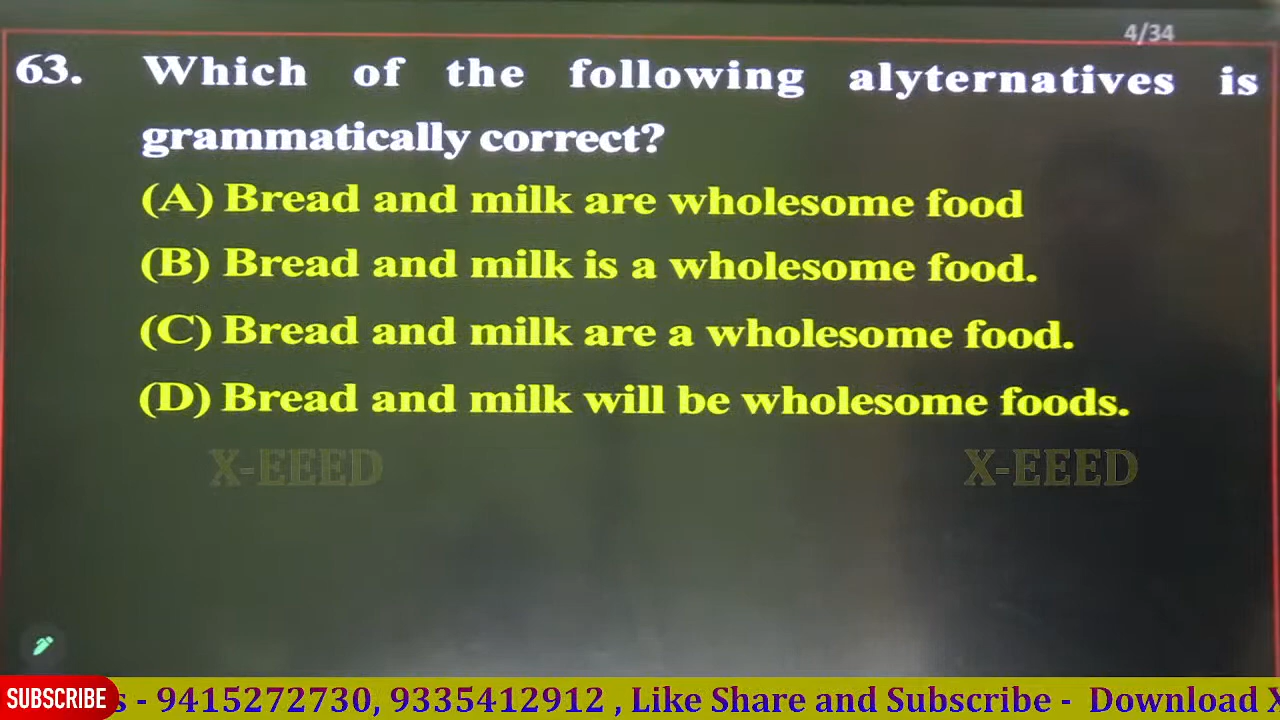 4/34
63. Which of the following alyternatives is
grammatically correct?
(A) Bread and milk are wholesome food
(B) Bread and milk is a wholesome food.
(C) Bread and milk are a wholesome food.
(D) Bread and milk will be wholesome foods.
X-EEED X-EEED
SUBSCRIBE s - 9415272730, 9335412912 , Like Share and Subscribe - Download X